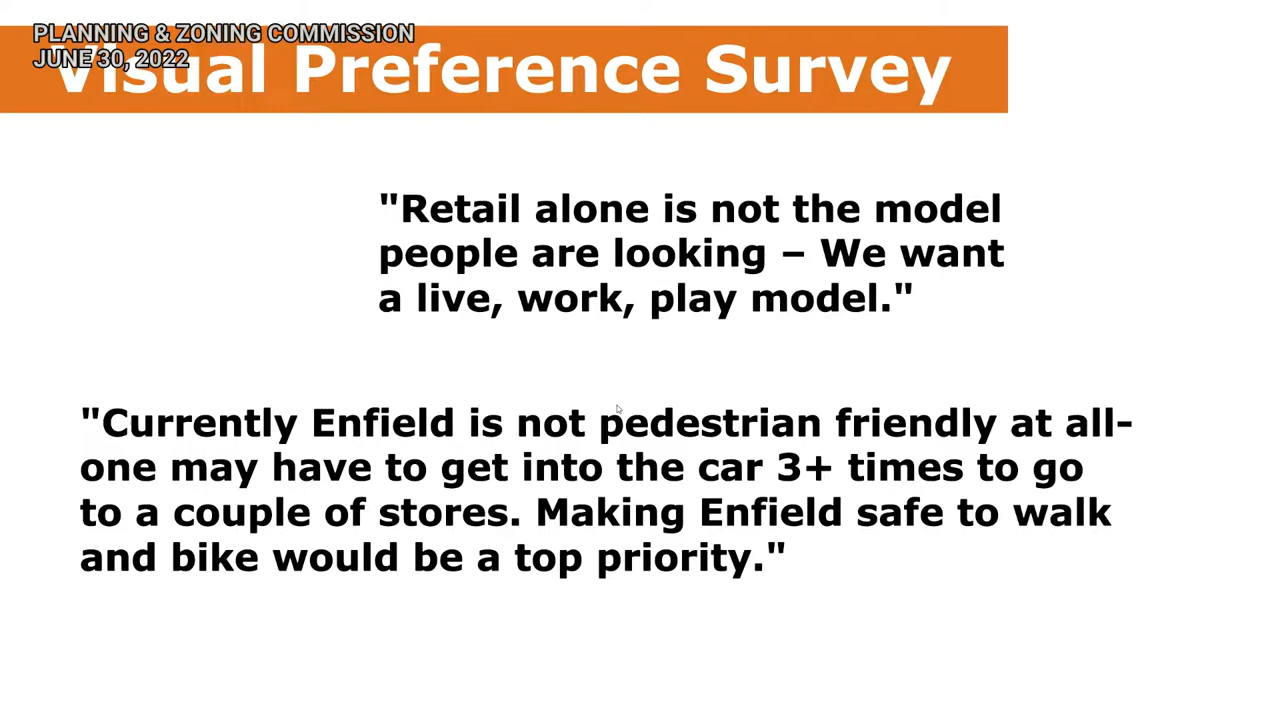 PLANNING & ZONING COMMISSION
JUNE 30, 2022
Visual Preference Survey
"Retail alone is not the model
people are looking – We want
a live, work, play model."
"Currently Enfield is not pedestrian friendly at all-
one may have to get into the car 3+ times to go
to a couple of stores. Making Enfield safe to walk
and bike would be a top priority."